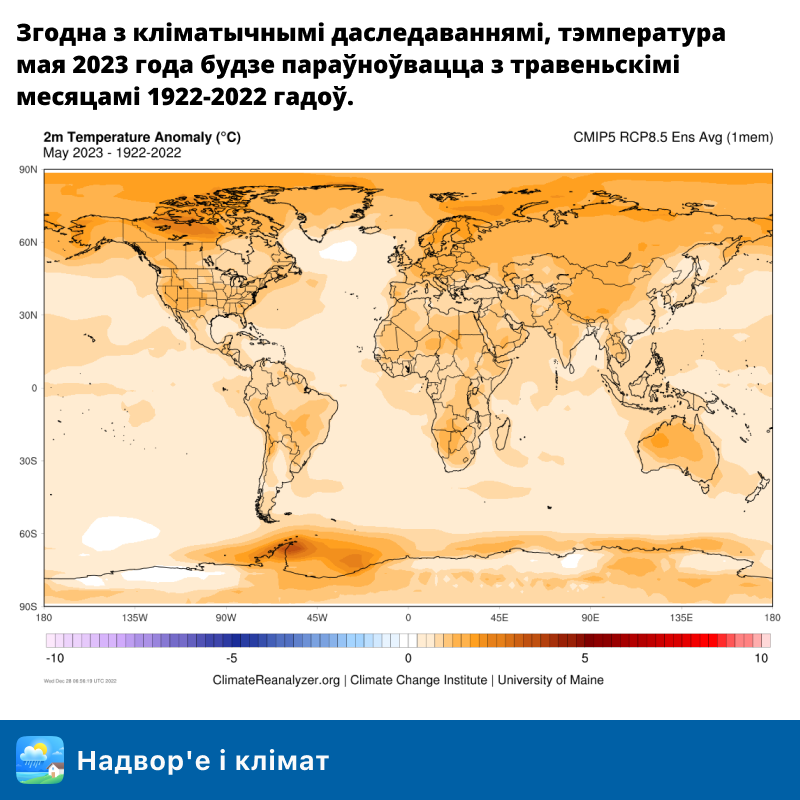 Згодна з кліматычнымі даследаваннямі, тэмпература
мая 2023 года будзе параўноўвацца з травеньскімі
месяцамі 1922-2022 гадоў.
2m Temperature Anomaly (°C)
CMIP5 RCP8.5 Ens Avg (1mem)
May 2023 - 1922-2022
90N
60N
30N
0
30S
60S
90S
180 135W 90W 45W 0 45E 90E 135E 180
-10 -5 0 5 10
Wed Dec 28 06:56:19 UTC 2022
ClimateReanalyzer.org | Climate Change Institute | University of Maine
Надвор'е і клімат